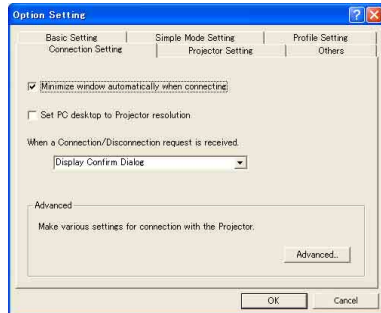 Option Setting
Basic Setting Simple Mode Setting Profile Setting
Connection Setting Projector Setting Others
Minimize window automatically when connecting
Set PC desktop to Projector resolution
When a Connection/Disconnection request is received.
Display Confirm Dialog
Advanced
Make various settings for connection with the Projector.
Advanced..
OK Cancel